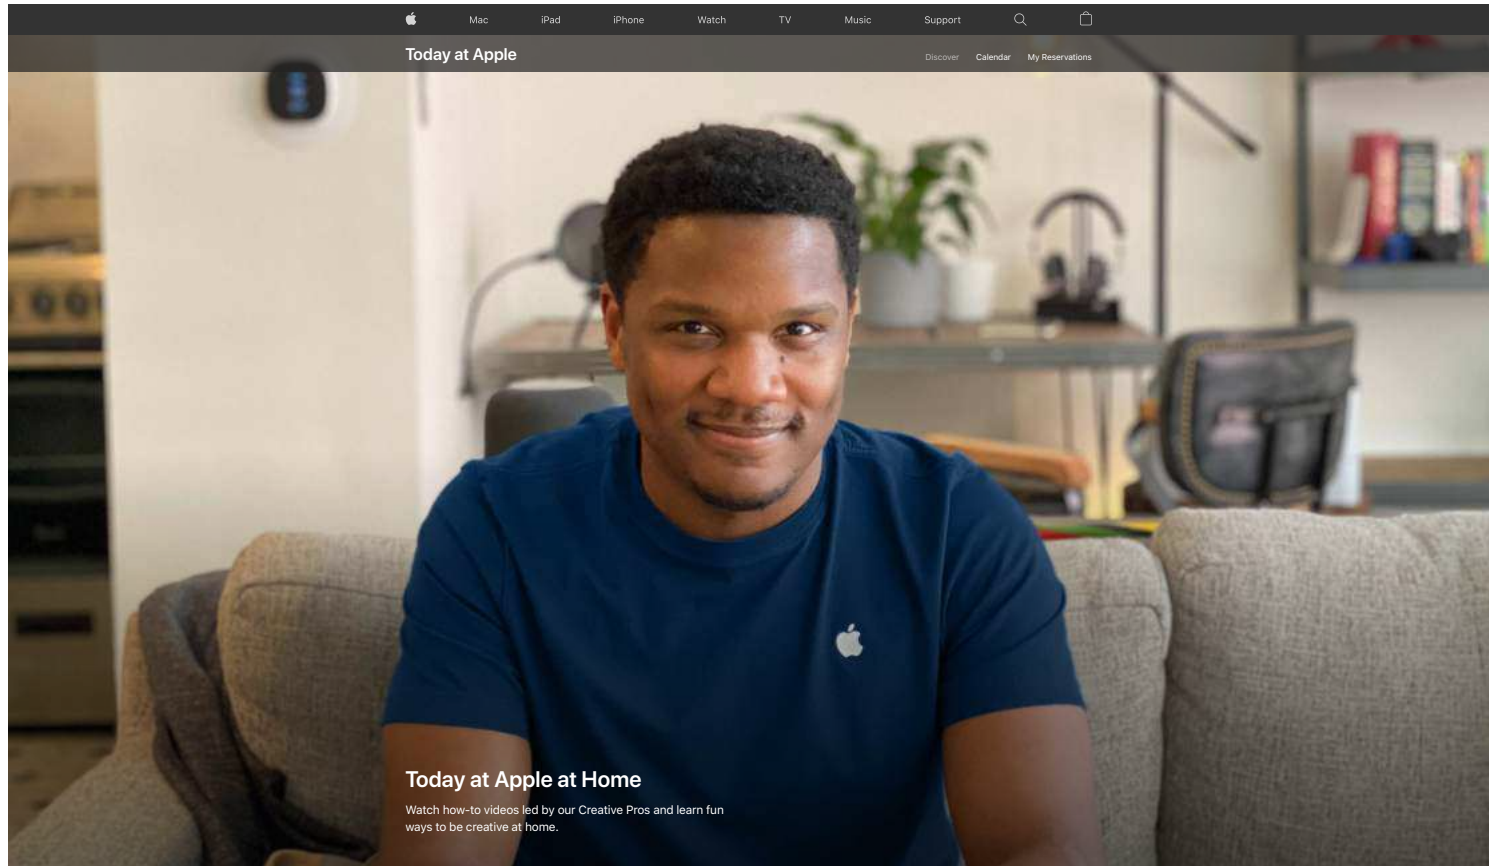 Mac
iPad
iPhone
Watch
TV
Music
Support
Today at Apple
Discover
Calendar
My Reservations
Today at Apple at Home
Watch how-to videos led by our Creative Pros and learn fun
ways to be creative at home.